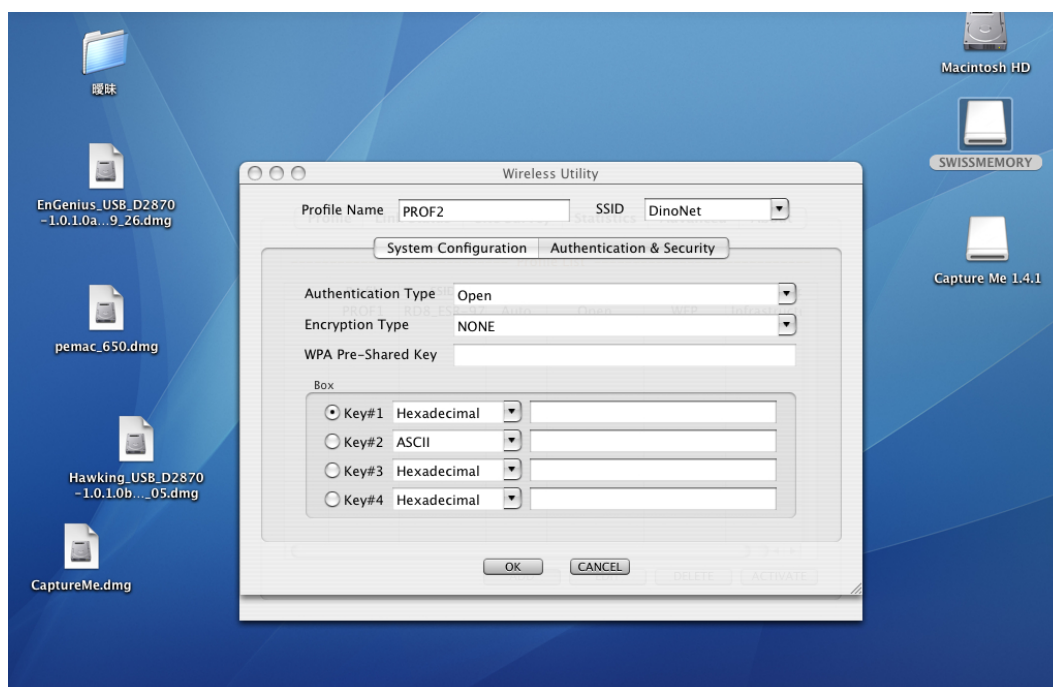 曖昧
EnGenius_USB_D2870
-1.0.1.0a...9_26.dmg
pemac_650.dmg
Hawking_USB_D2870
-1.0.1.0b..._05.dmg
CaptureMe.dmg
Macintosh HD
SWISSMEMORY
Capture Me 1.4.1
Wireless Utility
Profile Name PROF2 SSID DinoNet
System Configuration Authentication & Security
Authentication Type Open
Encryption Type NONE
WPA Pre-Shared Key
Box
Key#1 Hexadecimal
Key#2 ASCII
Key#3 Hexadecimal
Key#4 Hexadecimal
OK CANCEL
DELETE ACTIVATE